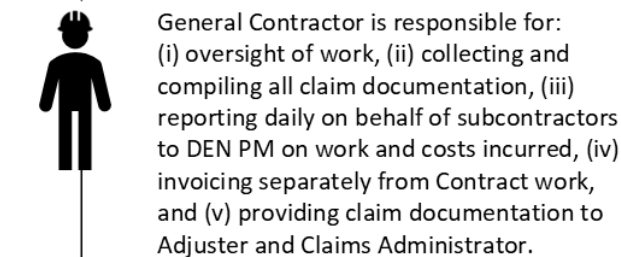 General Contractor is responsible for:
(i) oversight of work, (ii) collecting and
compiling all claim documentation, (iii)
reporting daily on behalf of subcontractors
to DEN PM on work and costs incurred, (iv)
invoicing separately from Contract work,
and (v) providing claim documentation to
Adjuster and Claims Administrator.